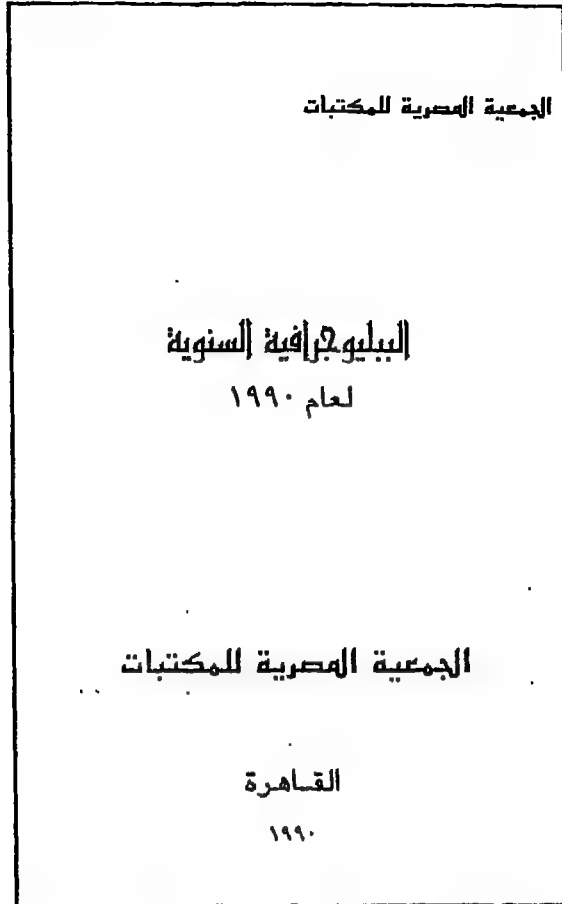 الجمعية المصرية للمكتبات
الببليوجرافية السنوية
لعام ١٩٩٠
الجمعية المصرية للمكتبات
القاهرة
١٩٩٠